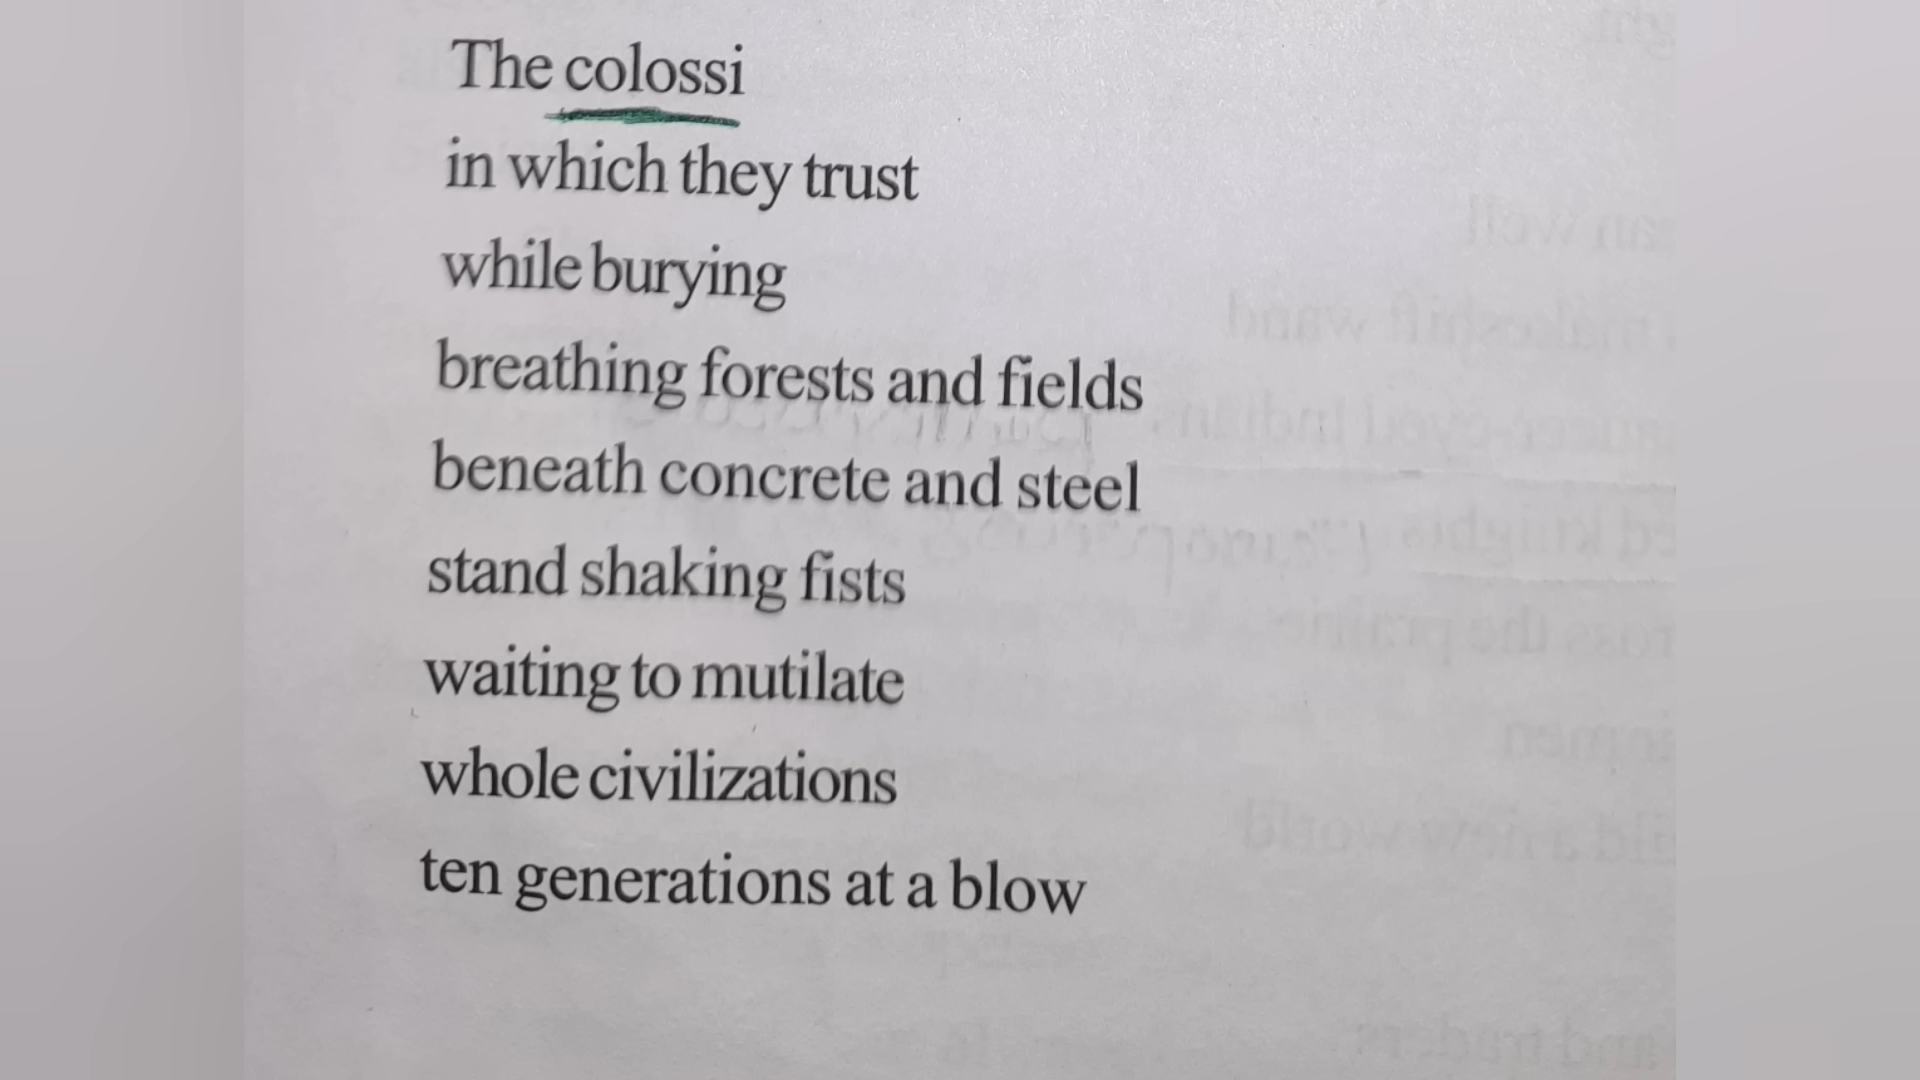 The colossi
in which they trust
while burying
breathing forests and fields
beneath concrete and steel
stand shaking fists
waiting to mutilate
whole civilizations
ten generations at a blow